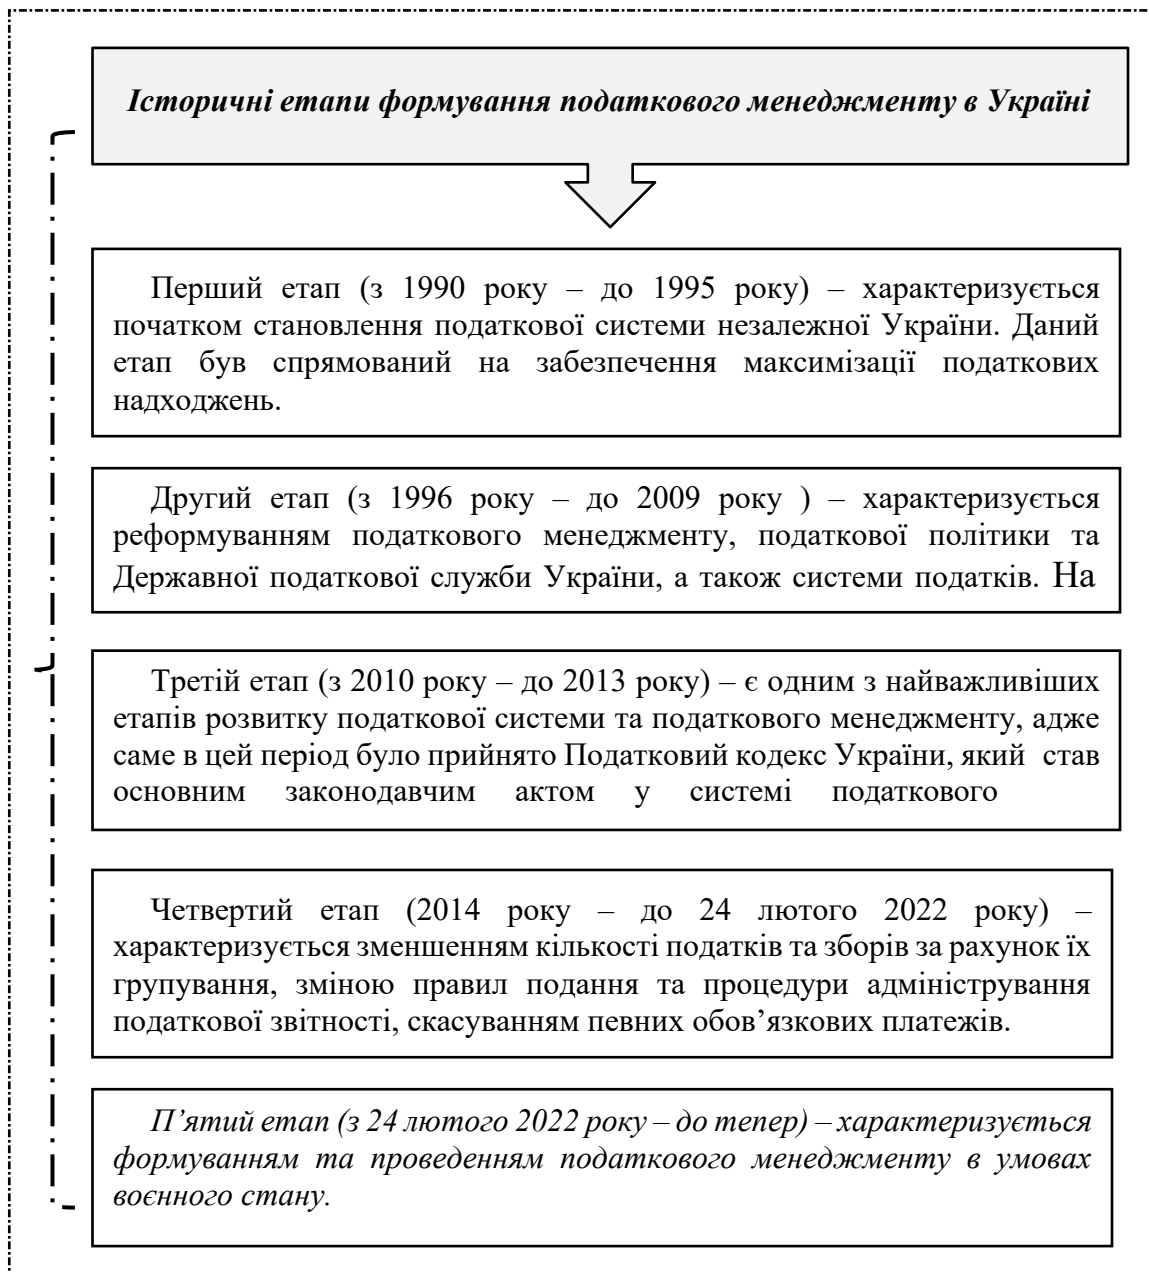 Історичні етапи формування податкового менеджменту в Україні
Перший етап (з 1990 року – до 1995 року) – характеризується
початком становлення податкової системи незалежної України. Даний
етап був спрямований на забезпечення максимізації податкових
надходжень.
Другий етап (з 1996 року – до 2009 року ) – характеризується
реформуванням податкового менеджменту, податкової політики та
Державної податкової служби України, а також системи податків. На
Третій етап (з 2010 року – до 2013 року) – є одним з найважливіших
етапів розвитку податкової системи та податкового менеджменту, адже
саме в цей період було прийнято Податковий кодекс України, який став
основним законодавчим актом у системі податкового
Четвертий етап (2014 року – до 24 лютого 2022 року) –
характеризується зменшенням кількості податків та зборів за рахунок їх
групування, зміною правил подання та процедури адміністрування
податкової звітності, скасуванням певних обов’язкових платежів.
П’ятий етап (з 24 лютого 2022 року – до тепер) – характеризується
формуванням та проведенням податкового менеджменту в умовах
воєнного стану.